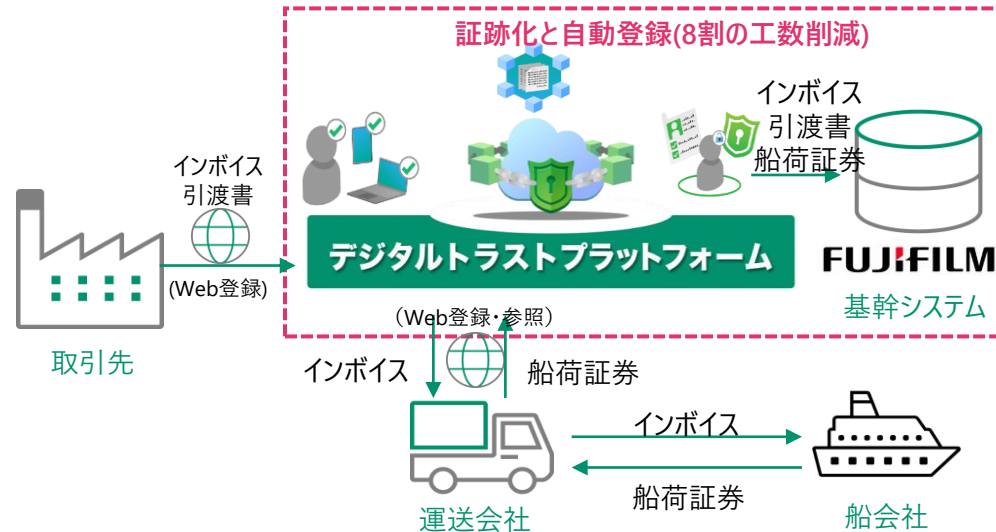 証跡化と自動登録(8割の工数削減)
インボイス
引渡書
船荷証券
インボイス
引渡書
(Web登録)
デジタルトラストプラットフォーム
FUJIFILM
基幹システム
取引先
（Web登録・参照）
インボイス
船荷証券
インボイス
船荷証券
運送会社
船会社